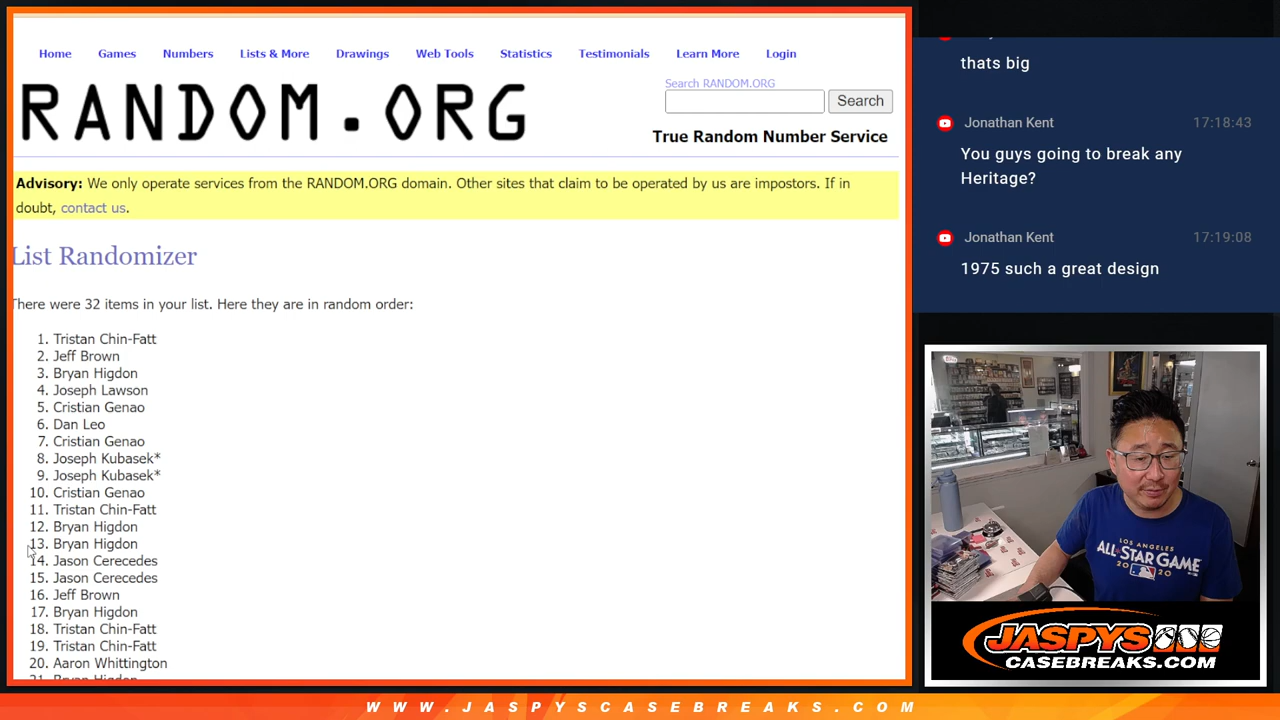 Home Games Numbers Lists & More Drawings Web Tools Statistics Testimonials Learn More Login
RANDOM.ORG
Search RANDOM.ORG
Search
True Random Number Service
Advisory: We only operate services from the RANDOM.ORG domain. Other sites that claim to be operated by us are impostors. If in
doubt, contact us.
List Randomizer
There were 32 items in your list. Here they are in random order:
1. Tristan Chin-Fatt
2. Jeff Brown
3. Bryan Higdon
4. Joseph Lawson
5. Cristian Genao
6. Dan Leo
7. Cristian Genao
8. Joseph Kubasek*
9. Joseph Kubasek*
10. Cristian Genao
11. Tristan Chin-Fatt
12. Bryan Higdon
13. Bryan Higdon
14. Jason Cerecedes
15. Jason Cerecedes
16. Jeff Brown
17. Bryan Higdon
18. Tristan Chin-Fatt
19. Tristan Chin-Fatt
20. Aaron Whittington
21. Bryan Higdon
thats big
Jonathan Kent 17:18:43
You guys going to break any
Heritage?
Jonathan Kent 17:19:08
1975 such a great design
LOS ANGELES
ALL-STAR GAME
2020
JASPYS
CASEBREAKS.COM
WWW.JASPYSCASEBREAKS.COM